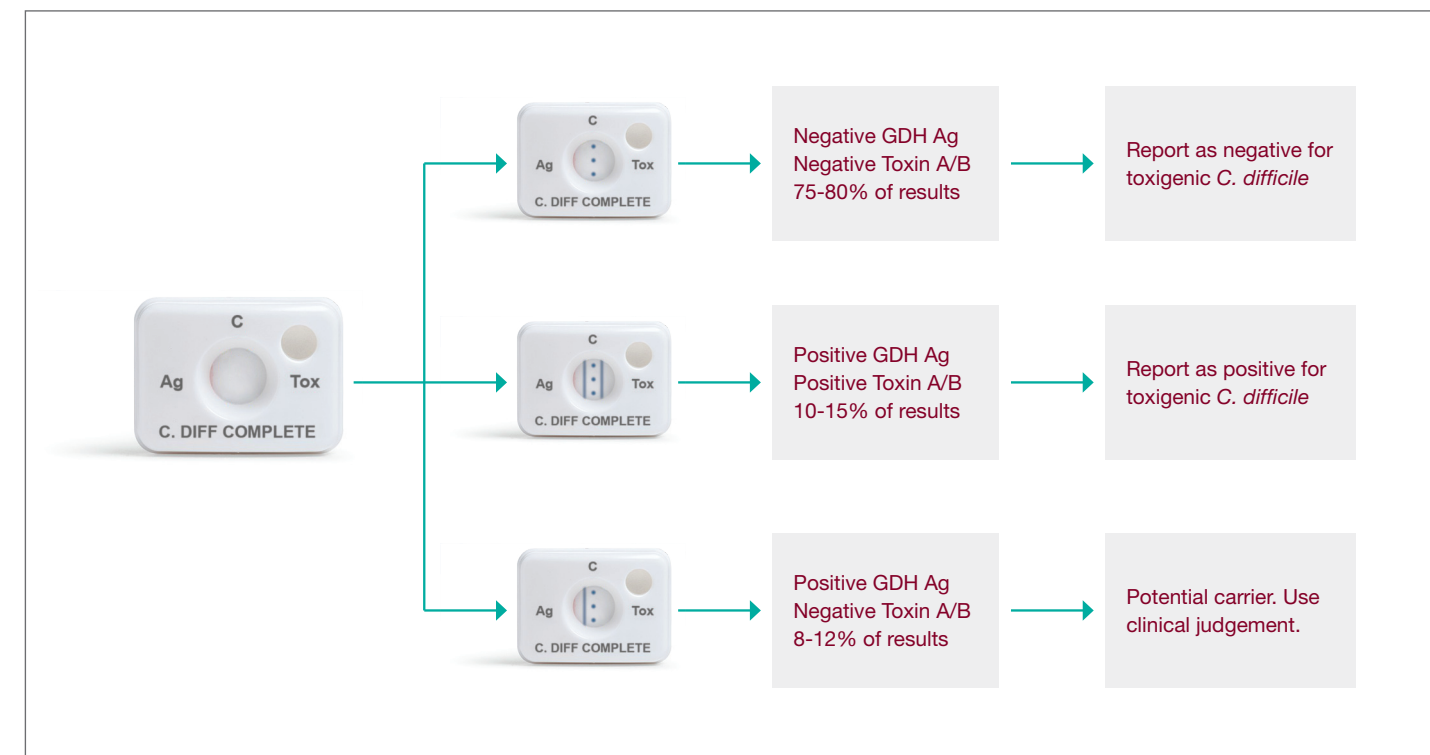 C
Ag
Tox
C. DIFF COMPLETE
Negative GDH Ag
Negative Toxin A/B
75-80% of results
Report as negative for
toxigenic C. difficile
C
Ag
Tox
C. DIFF COMPLETE
C
Ag
Tox
C. DIFF COMPLETE
Positive GDH Ag
Positive Toxin A/B
10-15% of results
Report as positive for
toxigenic C. difficile
C
Ag
Tox
C. DIFF COMPLETE
Positive GDH Ag
Negative Toxin A/B
8-12% of results
Potential carrier. Use
clinical judgement.